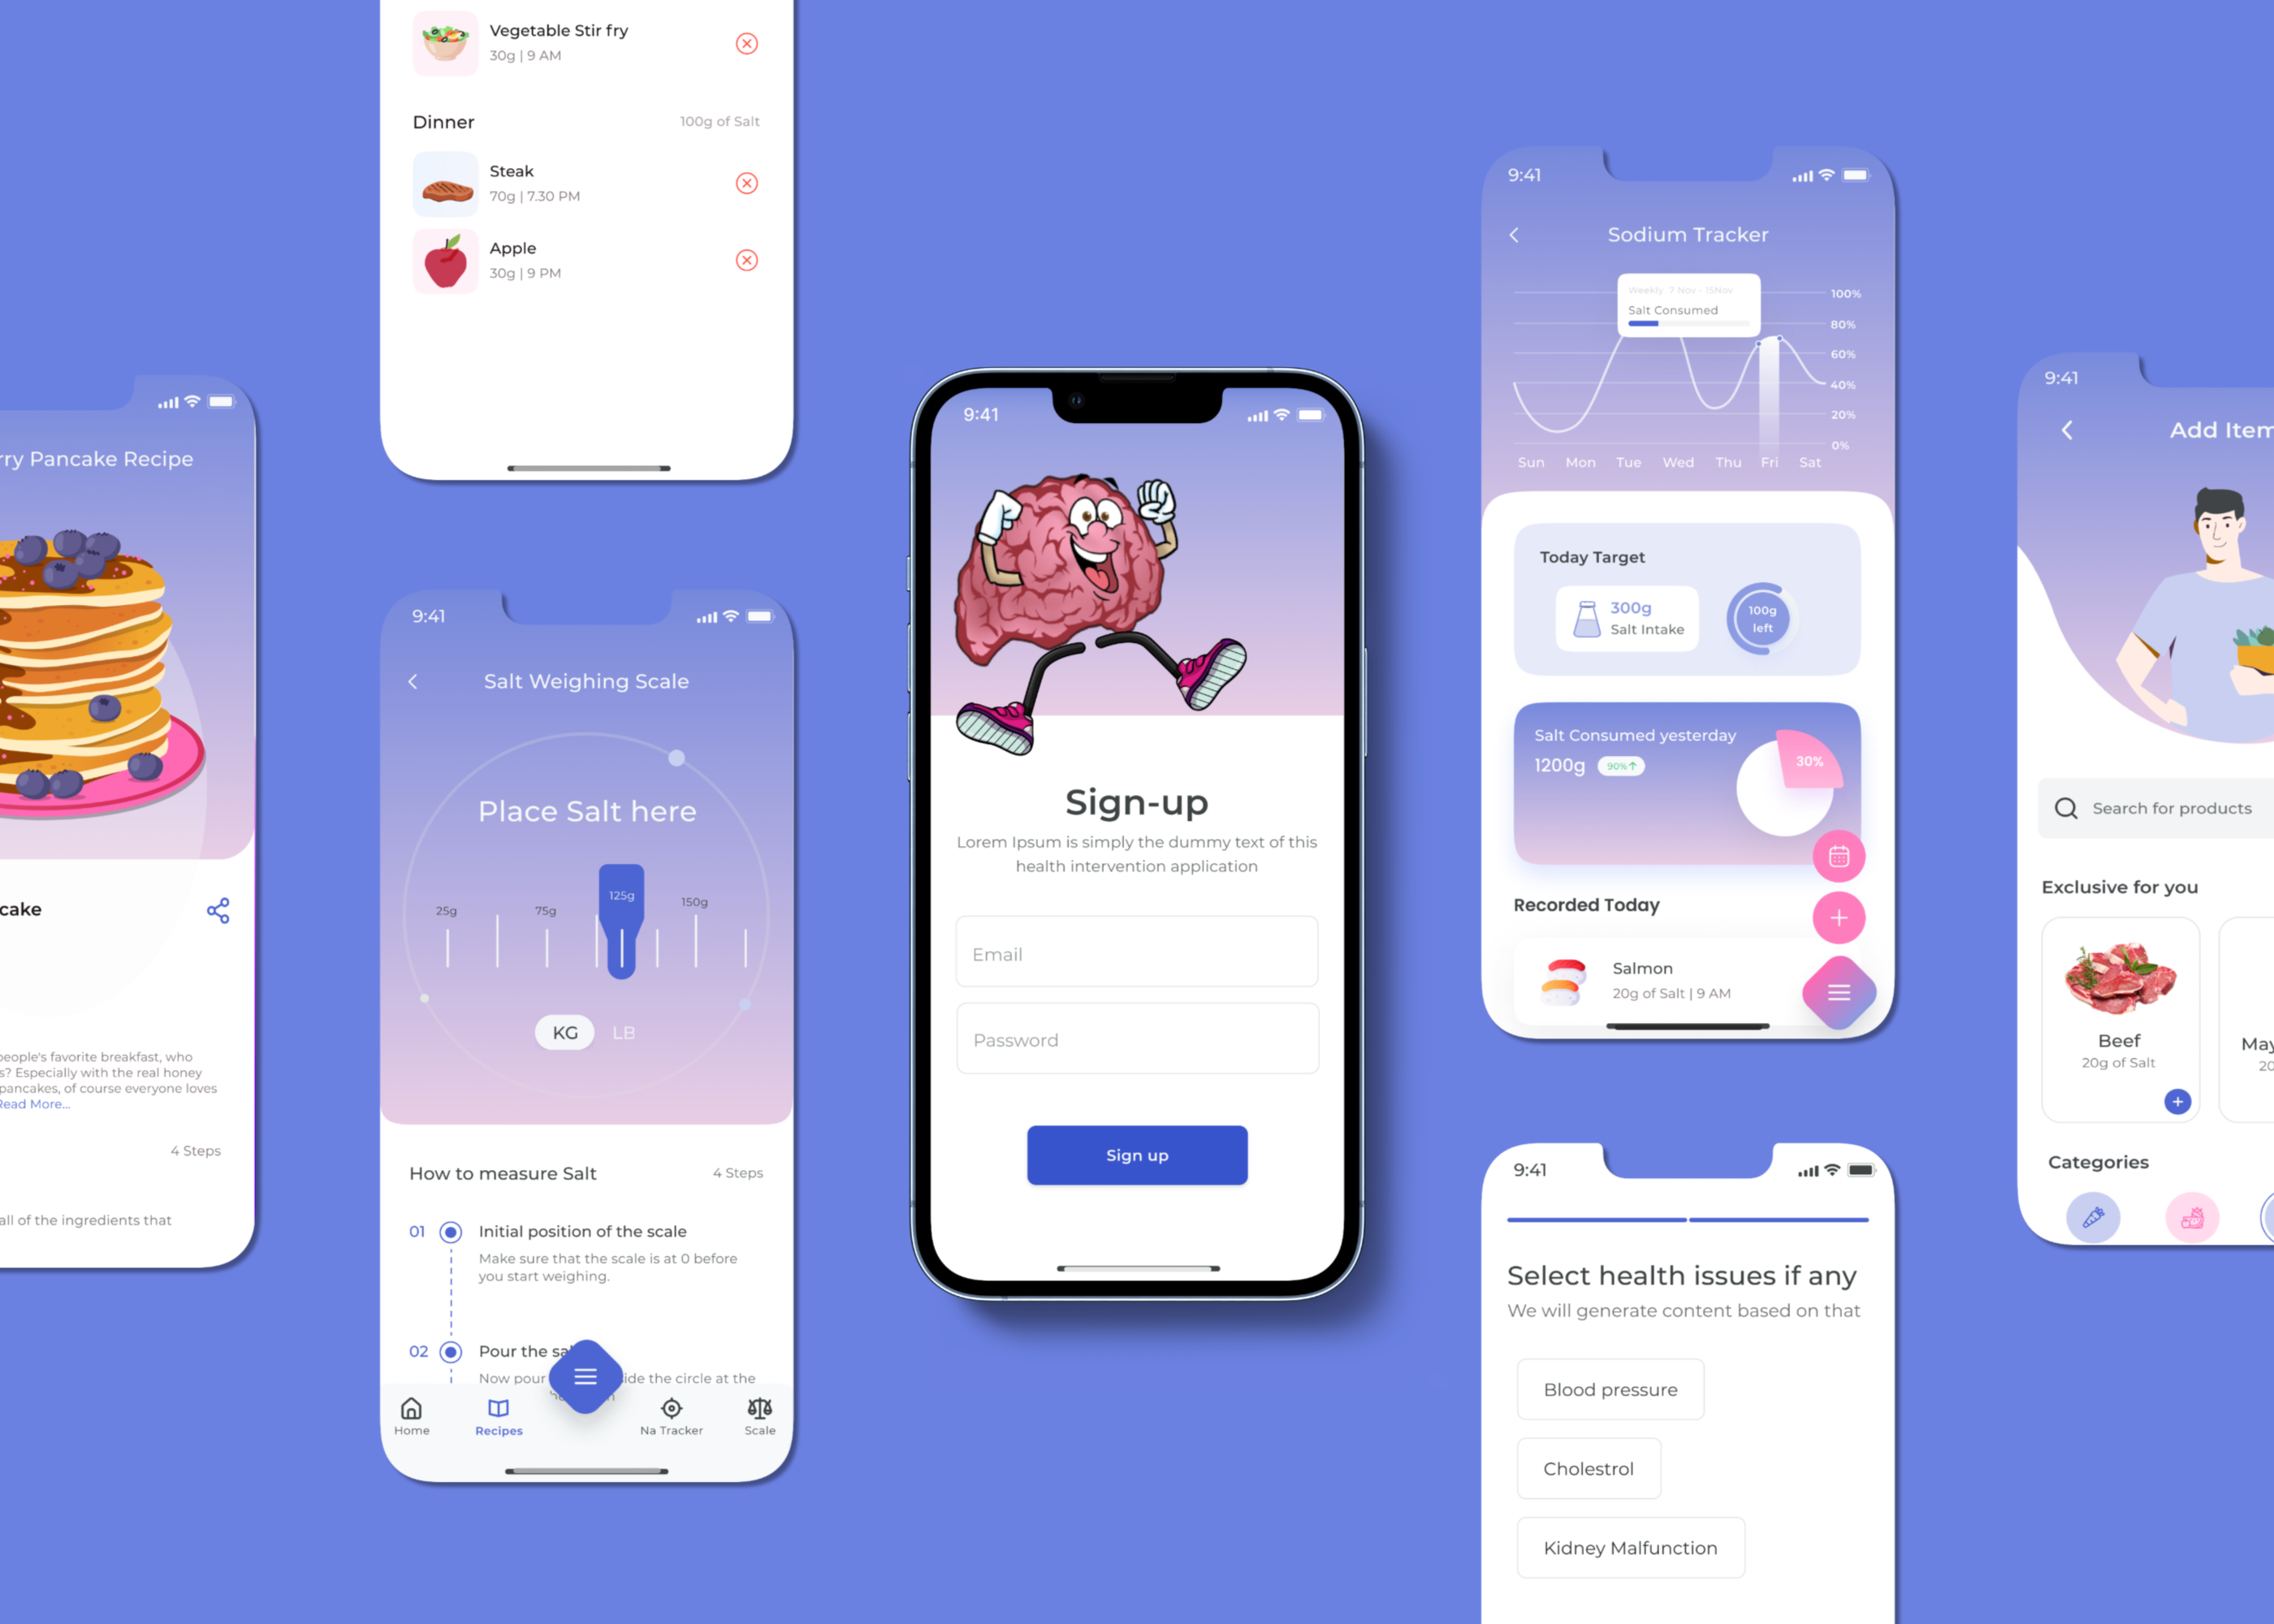 rry Pancake Recipe
cake
people's favorite breakfast, who
s? Especially with the real honey
pancakes, of course everyone loves
Read More...
4 Steps
all of the ingredients that
Vegetable Stir fry
30g | 9 AM
Dinner
100g of Salt
Steak
70g | 7.30 PM
Apple
30g | 9 PM
9:41
Salt Weighing Scale
Place Salt here
25g
75g
125g
150g
KG
LB
How to measure Salt
4 Steps
01
Initial position of the scale
Make sure that the scale is at 0 before
you start weighing.
02
Pour the sa
Now pour
ide the circle at the
Home
Recipes
Na Tracker
Scale
9:41
Sign-up
Lorem Ipsum is simply the dummy text of this
health intervention application
Email
Password
Sign up
9:41
Sodium Tracker
Weekly 7 Nov - 15Nov
Salt Consumed
100%
80%
60%
40%
20%
0%
Sun Mon Tue Wed Thu Fri Sat
Today Target
300g
Salt Intake
100g
left
Salt Consumed yesterday
1200g
90%↑
30%
Recorded Today
Salmon
20g of Salt | 9 AM
9:41
Select health issues if any
We will generate content based on that
Blood pressure
Cholestrol
Kidney Malfunction
9:41
Add Item
Search for products
Exclusive for you
Beef
20g of Salt
May
20
Categories